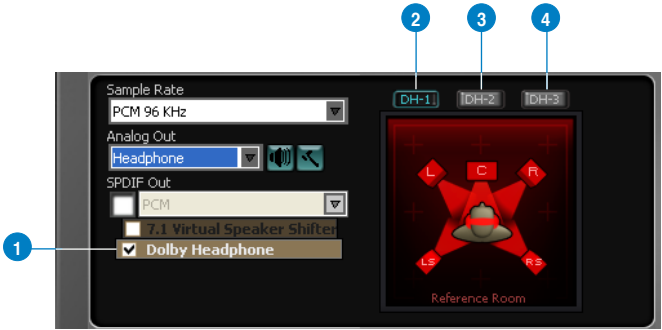 2
3
4
Sample Rate
PCM 96 KHz
DH-1
DH-2
DH-3
Analog Out
Headphone
SPDIF Out
PCM
7.1 Virtual Speaker Shifter
1
Dolby Headphone
L
C
R
LS
RS
Reference Room